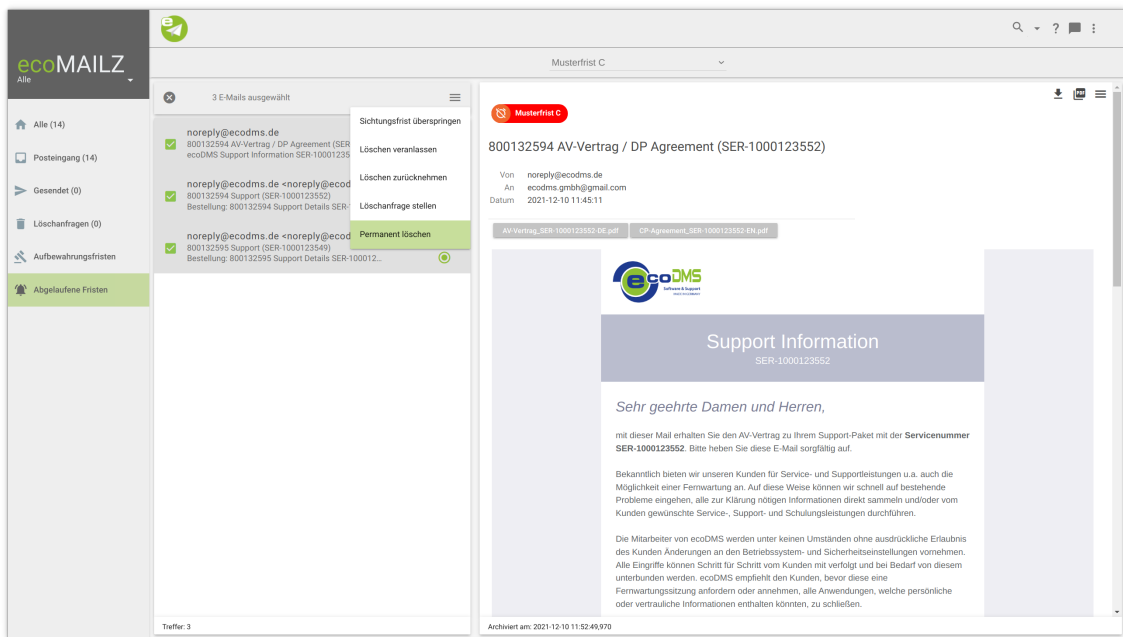 ecoMAILZ
Alle
Alle (14)
Posteingang (14)
Gesendet (0)
Löschanfragen (0)
Aufbewahrungsfristen
Abgelaufene Fristen
e
?
Musterfrist C
3 E-Mails ausgewählt
noreply@ecodms.de
800132594 AV-Vertrag / DP Agreement (SER
ecoDMS Support Information SER-10001235
noreply@ecodms.de <noreply@ecod
800132594 Support (SER-1000123552)
Bestellung: 800132594 Support Details SER-
noreply@ecodms.de <noreply@ecod
800132595 Support (SER-1000123549)
Bestellung: 800132595 Support Details SER-100012...
Sichtungsfrist überspringen
Löschen veranlassen
Löschen zurücknehmen
Löschanfrage stellen
Permanent löschen
Treffer: 3
PDF
Musterfrist C
800132594 AV-Vertrag / DP Agreement (SER-1000123552)
Von noreply@ecodms.de
An ecodms.gmbh@gmail.com
Datum 2021-12-10 11:45:11
AV-Vertrag_SER-1000123552-DE.pdf CP-Agreement_SER-1000123552-EN.pdf
ecoDMS
Software & Support
Support Information
SER-1000123552
Sehr geehrte Damen und Herren,
mit dieser Mail erhalten Sie den AV-Vertrag zu Ihrem Support-Paket mit der Servicenummer
SER-1000123552. Bitte heben Sie diese E-Mail sorgfältig auf.
Bekanntlich bieten wir unseren Kunden für Service- und Supportleistungen u.a. auch die
Möglichkeit einer Fernwartung an. Auf diese Weise können wir schnell auf bestehende
Probleme eingehen, alle zur Klärung nötigen Informationen direkt sammeln und/oder vom
Kunden gewünschte Service-, Support- und Schulungsleistungen durchführen.
Die Mitarbeiter von ecoDMS werden unter keinen Umständen ohne ausdrückliche Erlaubnis
des Kunden Änderungen an den Betriebssystem- und Sicherheitseinstellungen vornehmen.
Alle Eingriffe können Schritt für Schritt vom Kunden mit verfolgt und bei Bedarf von diesem
unterbunden werden. ecoDMS empfiehlt den Kunden, bevor diese eine
Fernwartungssitzung anfordern oder annehmen, alle Anwendungen, welche persönliche
oder vertrauliche Informationen enthalten könnten, zu schließen.
Archiviert am: 2021-12-10 11:52:49,970